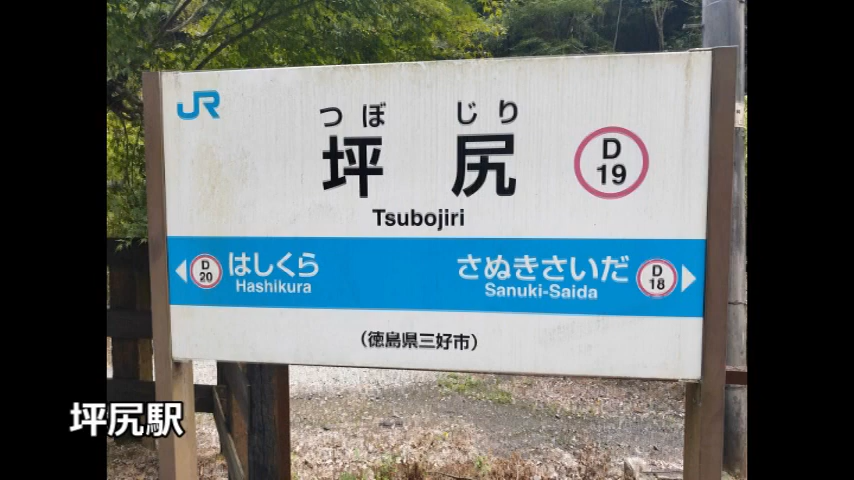 JR
つぼ じり
坪 尻
Tsubojiri
D
19
D
20
はしくら
Hashikura
さぬきさいだ
Sanuki-Saida
D
18
(徳島県三好市)
坪尻駅